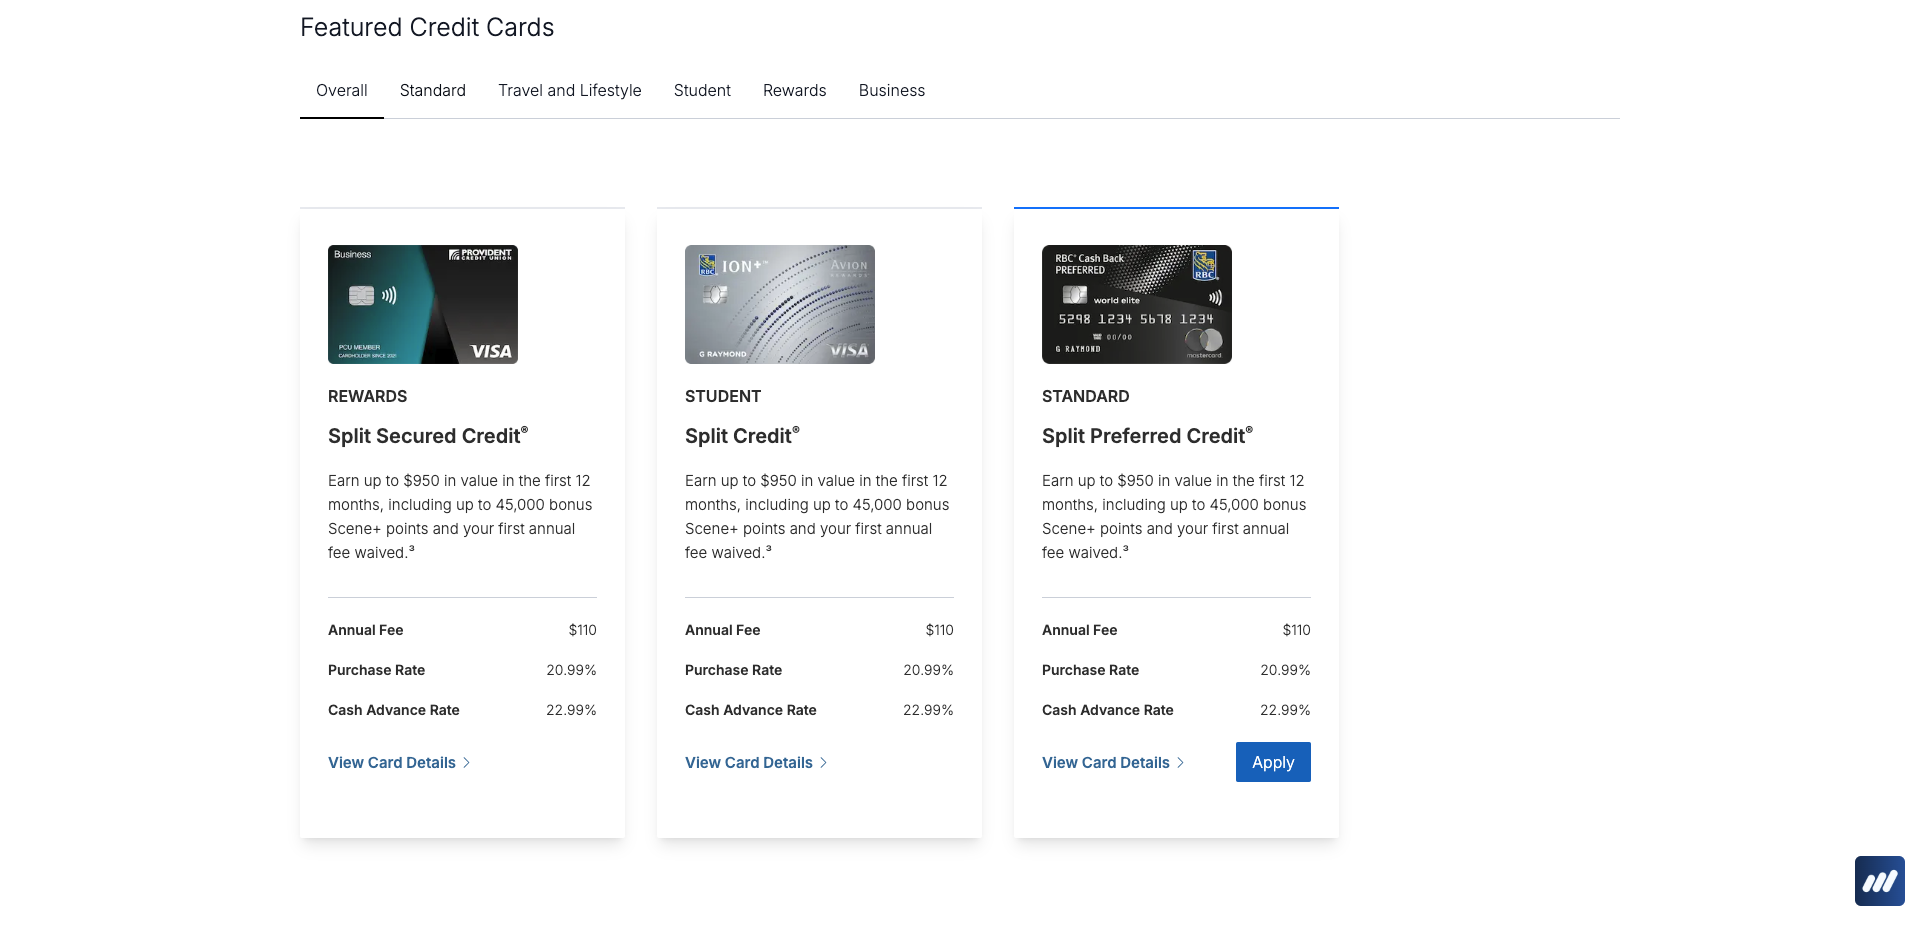 Featured Credit Cards
Overall Standard Travel and Lifestyle Student Rewards Business
Business
PROVIDENT
CREDIT UNION
PCU MEMBER
CARDHOLDER SINCE 2021
VISA
REWARDS
Split Secured Credit®
Earn up to $950 in value in the first 12
months, including up to 45,000 bonus
Scene+ points and your first annual
fee waived.³
Annual Fee $110
Purchase Rate 20.99%
Cash Advance Rate 22.99%
View Card Details
RBC
ION+™
AVION
REWARDS
G RAYMOND
VISA
STUDENT
Split Credit®
Earn up to $950 in value in the first 12
months, including up to 45,000 bonus
Scene+ points and your first annual
fee waived.³
Annual Fee $110
Purchase Rate 20.99%
Cash Advance Rate 22.99%
View Card Details
RBC® Cash Back
PREFERRED
RBC
world elite
5298 1234 5678 1234
00/00
G RAYMOND
mastercard
STANDARD
Split Preferred Credit®
Earn up to $950 in value in the first 12
months, including up to 45,000 bonus
Scene+ points and your first annual
fee waived.³
Annual Fee $110
Purchase Rate 20.99%
Cash Advance Rate 22.99%
View Card Details
Apply